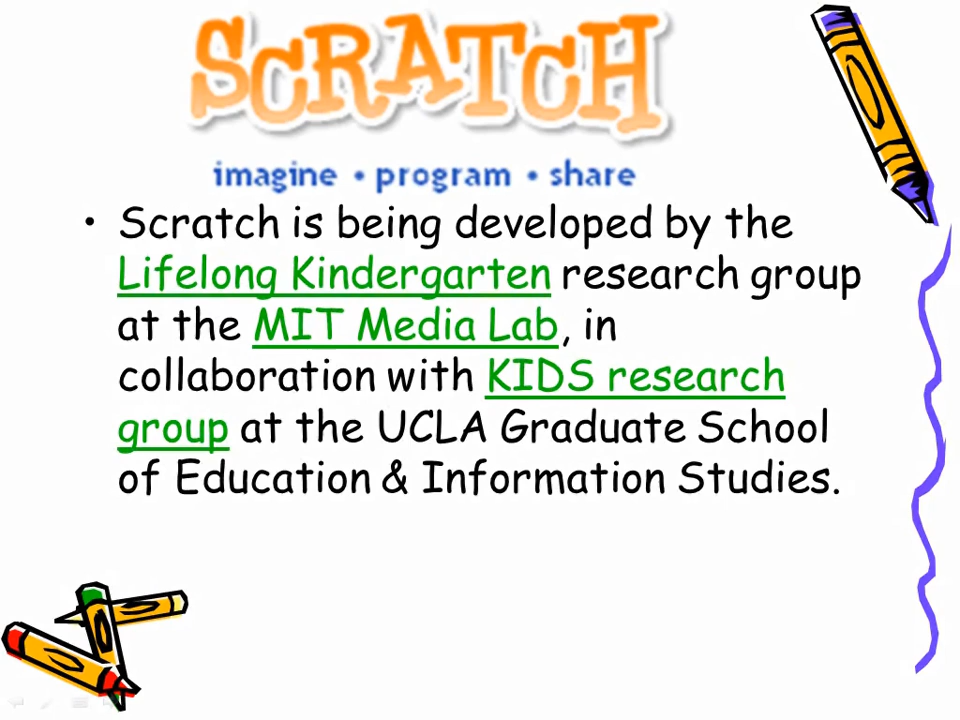 SCRATCH
imagine • program • share
• Scratch is being developed by the
Lifelong Kindergarten research group
at the MIT Media Lab, in
collaboration with KIDS research
group at the UCLA Graduate School
of Education & Information Studies.